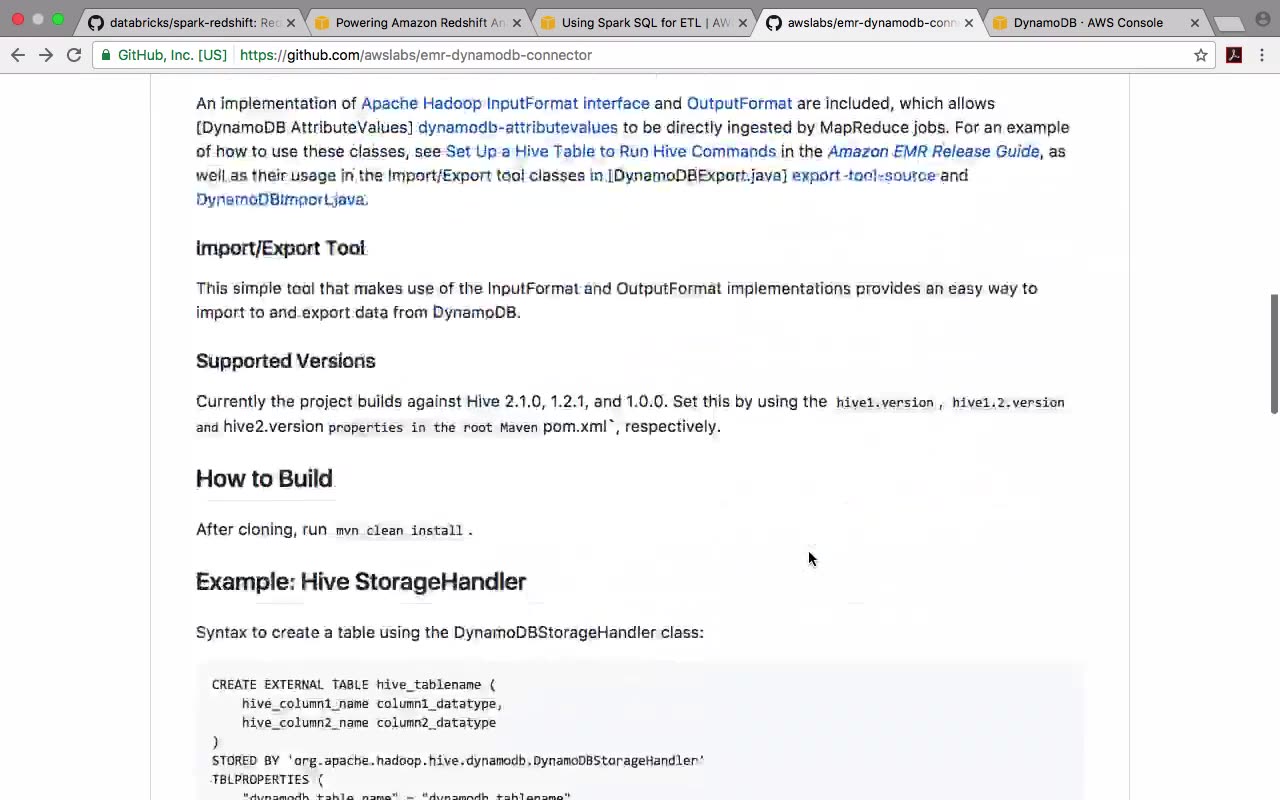 databricks/spark-redshift: Red
Powering Amazon Redshift An
Using Spark SQL for ETL | AW
awslabs/emr-dynamodb-conn
DynamoDB · AWS Console
GitHub, Inc. [US]
https://github.com/awslabs/emr-dynamodb-connector
An implementation of Apache Hadoop InputFormat interface and OutputFormat are included, which allows
[DynamoDB AttributeValues] dynamodb-attributevalues to be directly ingested by MapReduce jobs. For an example
of how to use these classes, see Set Up a Hive Table to Run Hive Commands in the Amazon EMR Release Guide, as
well as their usage in the Import/Export tool classes in [DynamoDBExport.java] export-tool-source and
DynamoDBImport.java.
Import/Export Tool
This simple tool that makes use of the InputFormat and OutputFormat implementations provides an easy way to
import to and export data from DynamoDB.
Supported Versions
Currently the project builds against Hive 2.1.0, 1.2.1, and 1.0.0. Set this by using the hive1.version, hive1.2.version
and hive2.version properties in the root Maven pom.xml`, respectively.
How to Build
After cloning, run mvn clean install.
Example: Hive StorageHandler
Syntax to create a table using the DynamoDBStorageHandler class:
CREATE EXTERNAL TABLE hive_tablename (
hive_column1_name column1_datatype,
hive_column2_name column2_datatype
)
STORED BY 'org.apache.hadoop.hive.dynamodb.DynamoDBStorageHandler'
TBLPROPERTIES (
"dynamodb.table.name" = "dynamodb_tablename"